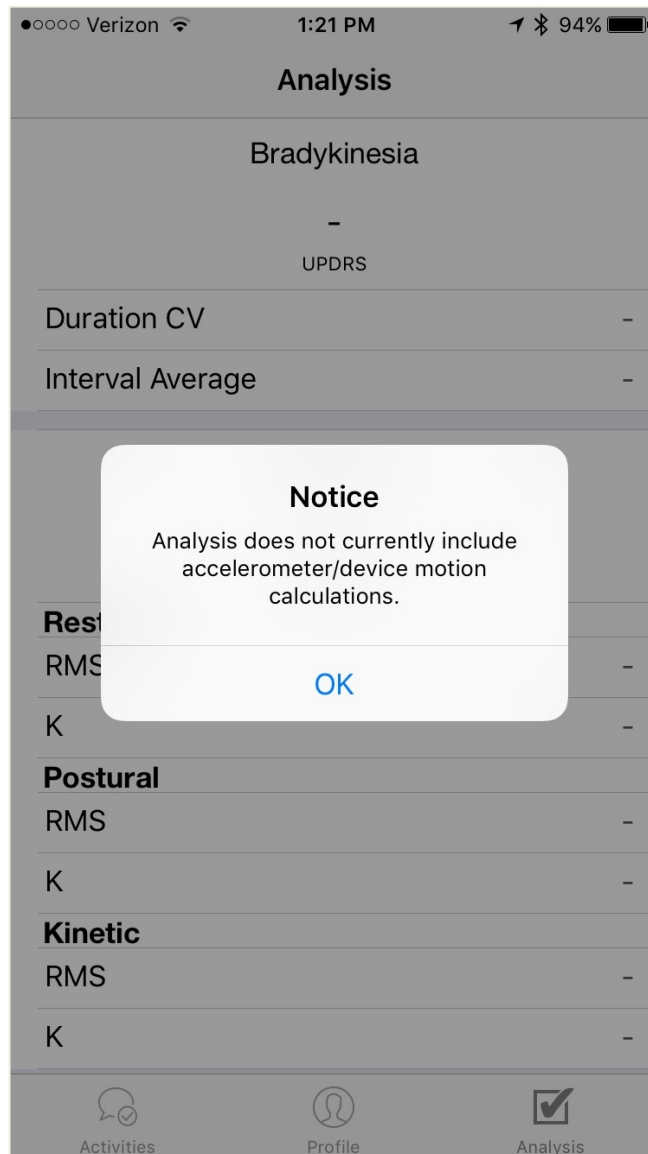 Verizon 1:21 PM 94%
Analysis
Bradykinesia
-
UPDRS
Duration CV -
Interval Average -
Notice
Analysis does not currently include
accelerometer/device motion
calculations.
OK
RMS -
K -
Postural
RMS -
K -
Kinetic
RMS -
K -
Activities Profile Analysis